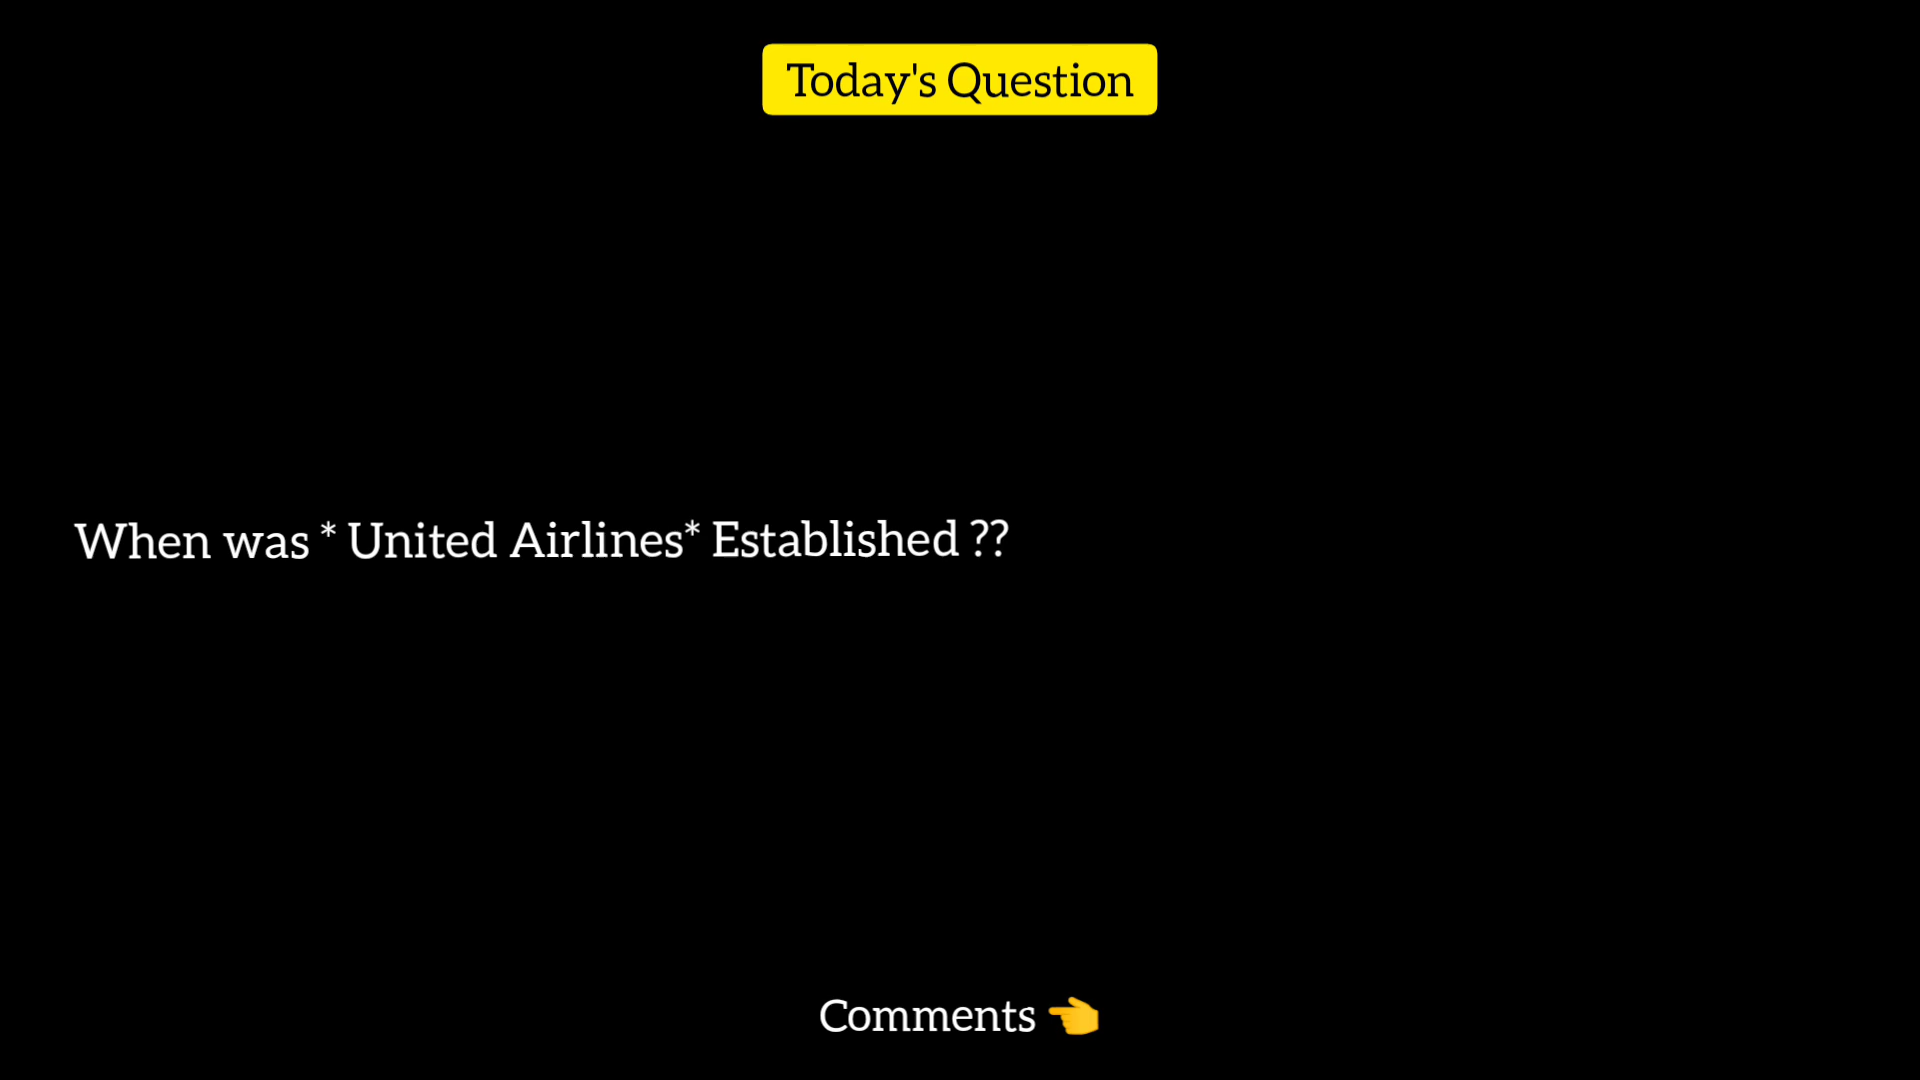 Today's Question
When was * United Airlines* Established ??
Comments 👈